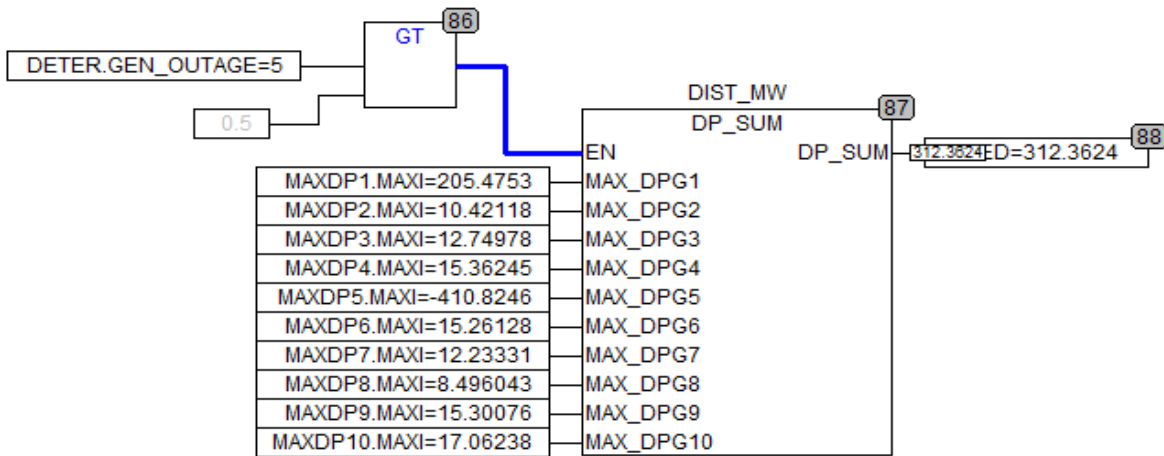 86
GT
DETER.GEN_OUTAGE=5
0.5
DIST_MW
87
DP_SUM
88
EN
DP_SUM
312.3624
ED=312.3624
MAXDP1.MAXI=205.4753
MAX_DPG1
MAXDP2.MAXI=10.42118
MAX_DPG2
MAXDP3.MAXI=12.74978
MAX_DPG3
MAXDP4.MAXI=15.36245
MAX_DPG4
MAXDP5.MAXI=-410.8246
MAX_DPG5
MAXDP6.MAXI=15.26128
MAX_DPG6
MAXDP7.MAXI=12.23331
MAX_DPG7
MAXDP8.MAXI=8.496043
MAX_DPG8
MAXDP9.MAXI=15.30076
MAX_DPG9
MAXDP10.MAXI=17.06238
MAX_DPG10